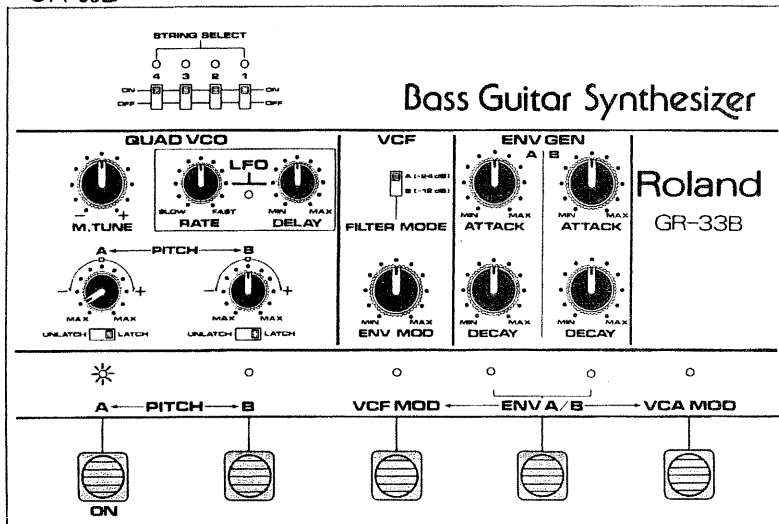 STRING SELECT
4 3 2 1
ON ON
OFF OFF
Bass Guitar Synthesizer
QUAD VCO VCF ENV GEN
A B
LFO
A (-24 dB)
B (-12 dB)
Roland
GR-33B
- + SLOW FAST MIN MAX MIN MAX MIN MAX
M.TUNE RATE DELAY FILTER MODE ATTACK ATTACK
A PITCH B
- + - +
MAX MAX MAX MAX MIN MAX MIN MAX MIN MAX
UNLATCH LATCH UNLATCH LATCH ENV MOD DECAY DECAY
A PITCH B VCF MOD ENV A/B VCA MOD
ON